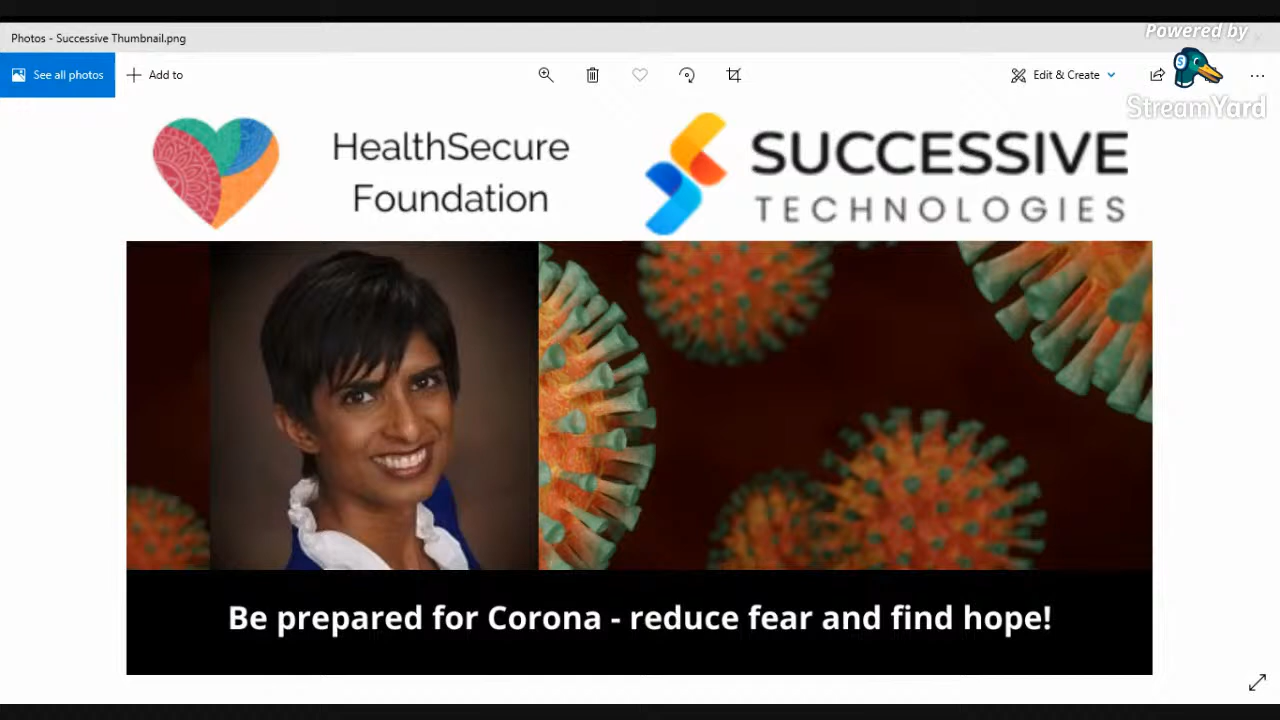 Photos - Successive Thumbnail.png
Powered by
See all photos
Add to
Edit & Create
StreamYard
HealthSecure
Foundation
SUCCESSIVE
TECHNOLOGIES
Be prepared for Corona - reduce fear and find hope!